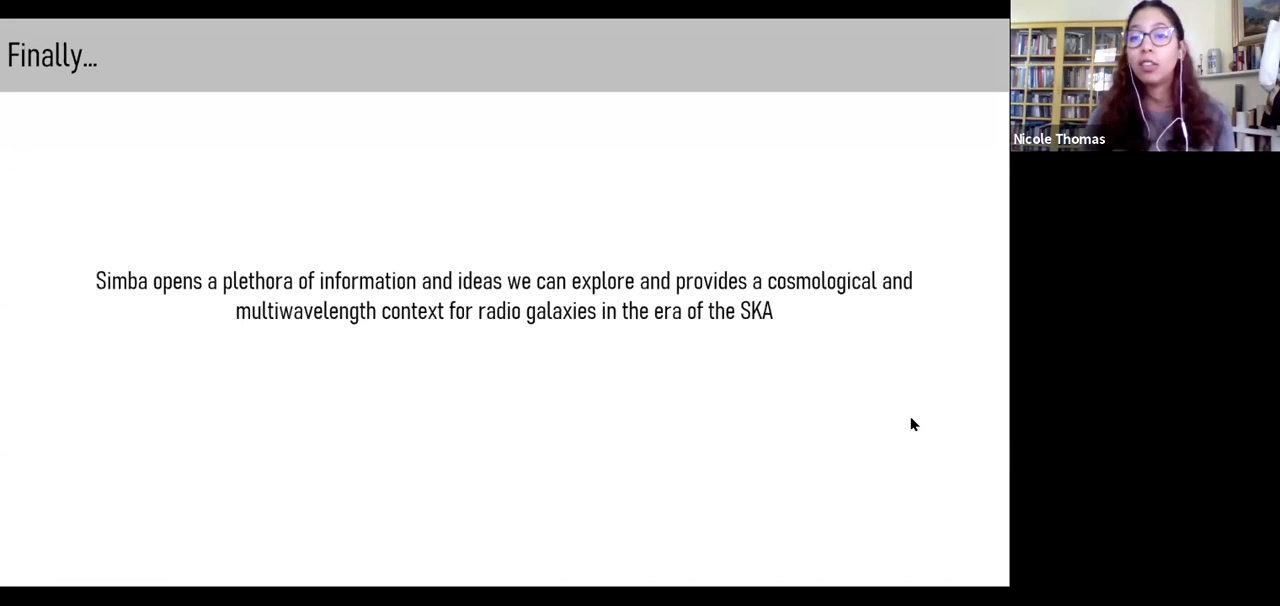 Finally...
Nicole Thomas
Simba opens a plethora of information and ideas we can explore and provides a cosmological and
multiwavelength context for radio galaxies in the era of the SKA